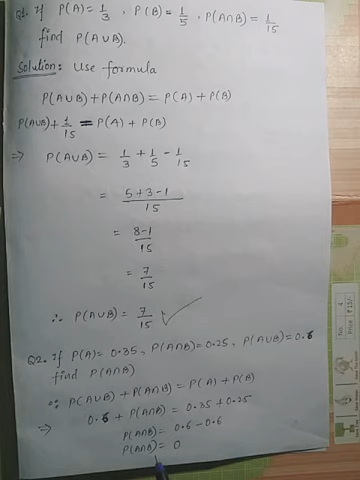 Q1. if P(A) = 1/3 , P(B) = 1/5 , P(A∩B) = 1/15
find P(A∪B).
Solution: Use formula
P(A∪B) + P(A∩B) = P(A) + P(B)
P(A∪B) + 1/15 = P(A) + P(B)
⇒ P(A∪B) = 1/3 + 1/5 - 1/15
= 5+3-1/15
= 8-1/15
= 7/15
∴ P(A∪B) = 7/15 ✓
Q2. if P(A) = 0.35, P(A∩B) = 0.25, P(A∪B) = 0.6
find P(A∩B)
∵ P(A∪B) + P(A∩B) = P(A) + P(B)
⇒ 0.6 + P(A∩B) = 0.35 + 0.25
P(A∩B) = 0.6 - 0.6
P(A∩B) = 0
No. 4